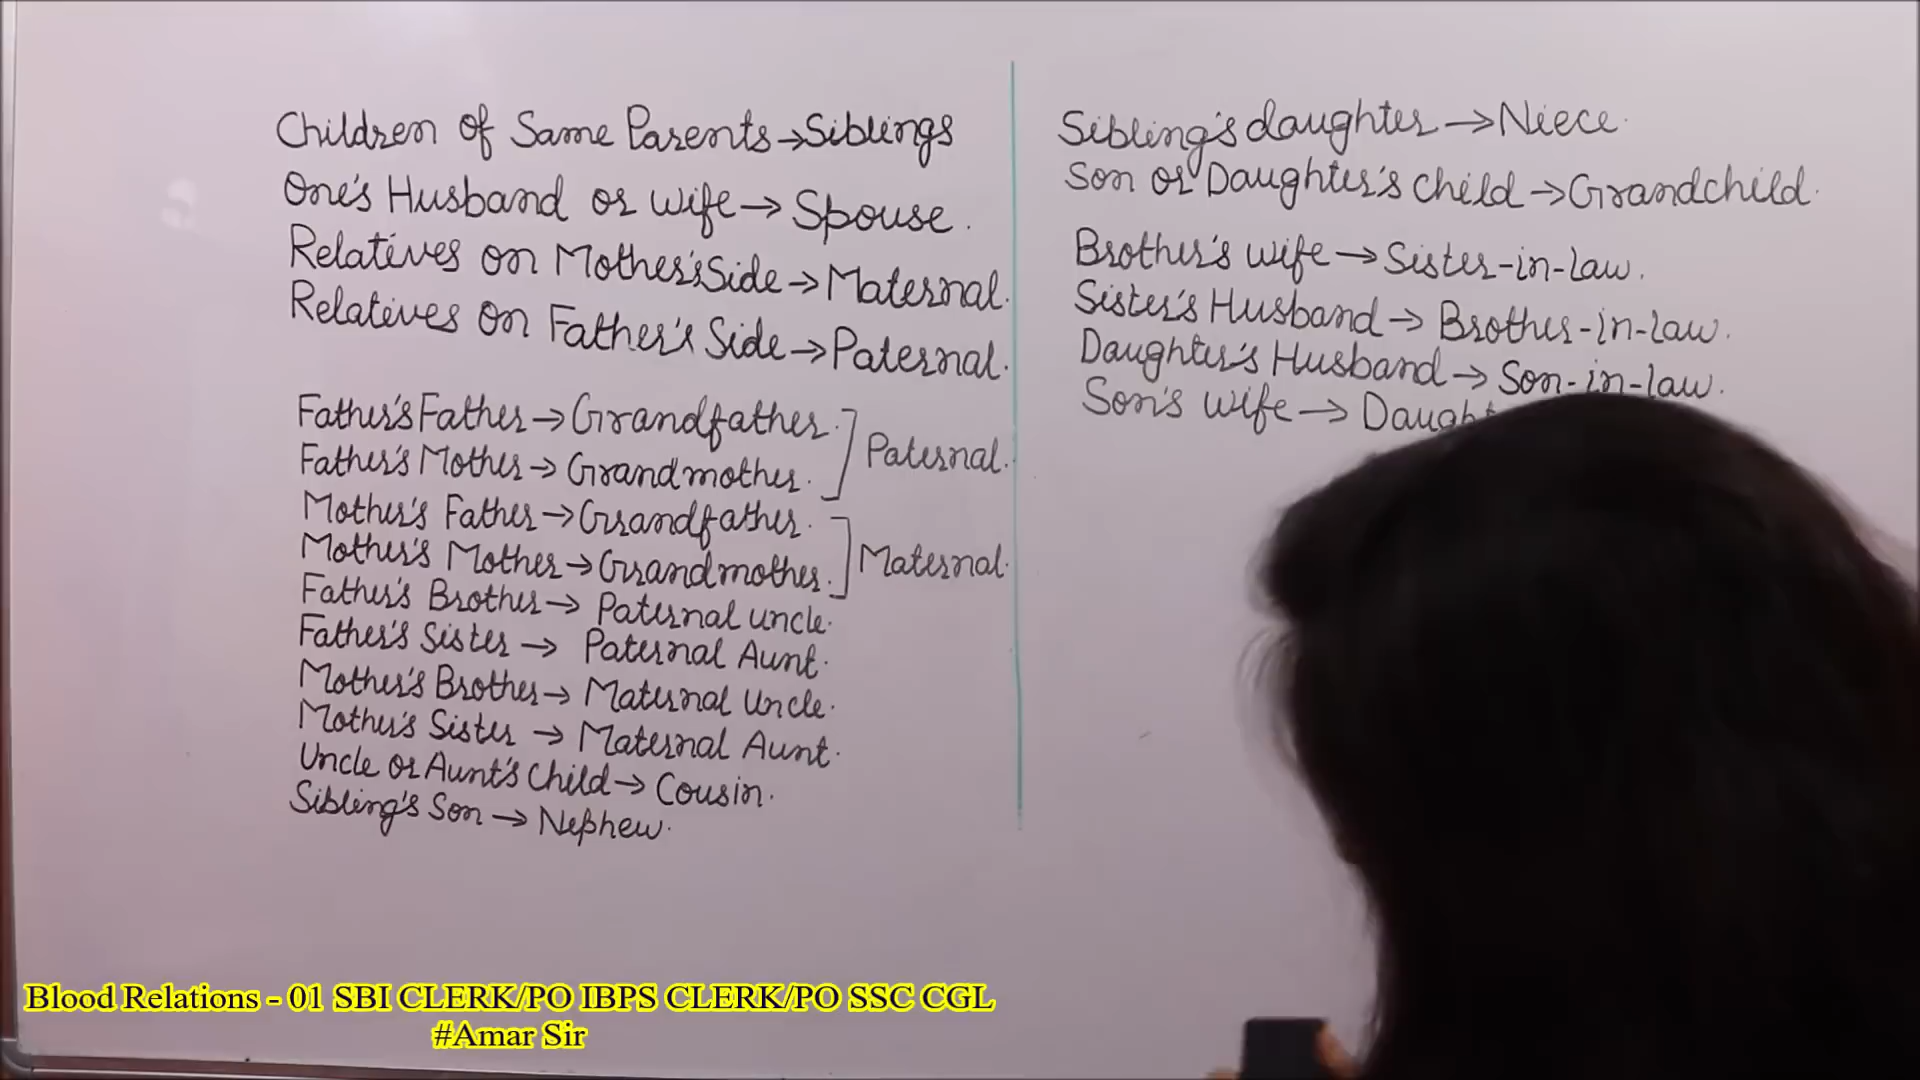 Children of Same Parents→Siblings
One's Husband or wife→ Spouse.
Relatives on Mother's Side→Maternal.
Relatives on Father's Side→Paternal.
Father's Father→Grandfather.
Father's Mother→Grandmother.
Paternal.
Mother's Father→Grandfather.
Mother's Mother→Grandmother.
Maternal.
Father's Brother→ Paternal uncle.
Father's Sister → Paternal Aunt.
Mother's Brother→ Maternal Uncle.
Mother's Sister → Maternal Aunt.
Uncle or Aunt's Child→ Cousin.
Sibling's Son→ Nephew.
Sibling's daughter→Niece.
Son or Daughter's child→Grandchild.
Brother's wife→Sister-in-law.
Sister's Husband→ Brother-in-law.
Daughter's Husband→ Son-in-law.
Son's wife→
Blood Relations - 01 SBI CLERK/PO IBPS CLERK/PO SSC CGL
#Amar Sir